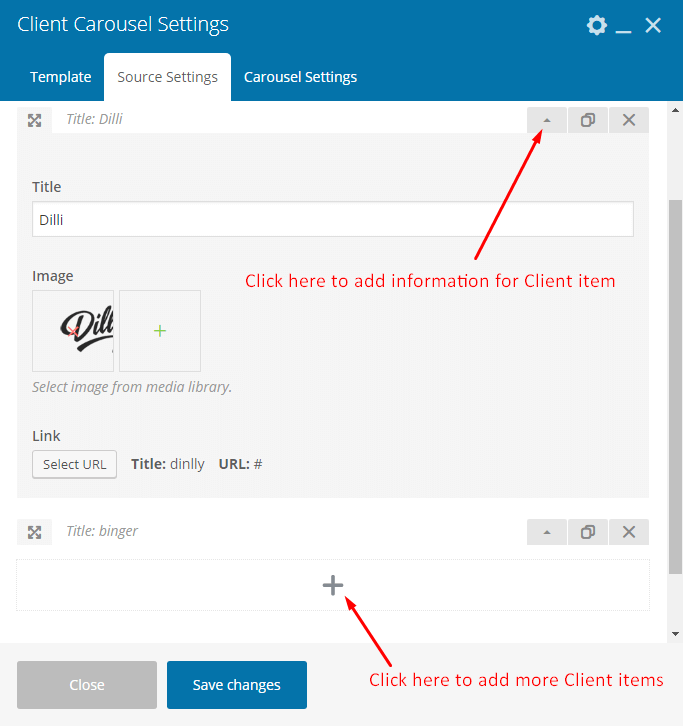 Client Carousel Settings
Template Source Settings Carousel Settings
Title: Dilli
Title
Dilli
Click here to add information for Client item
Image
Dill
Select image from media library.
Link
Select URL Title: dinlly URL: #
Title: binger
Click here to add more Client items
Close Save changes